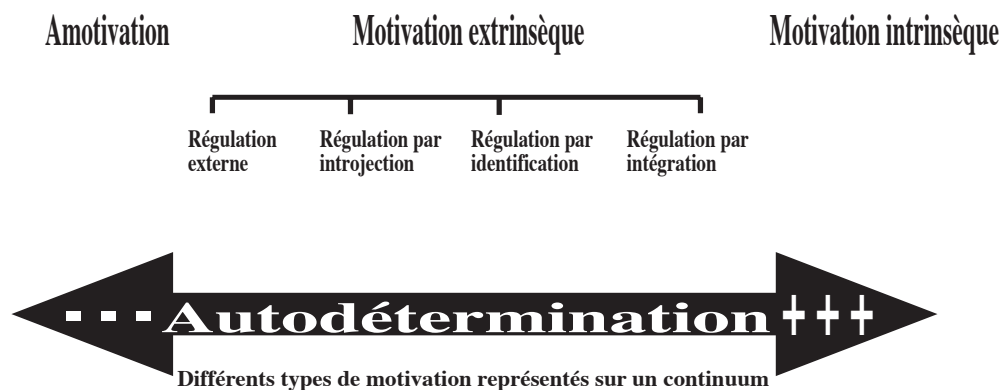 Amotivation Motivation extrinsèque Motivation intrinsèque
Régulation externe
Régulation par introjection
Régulation par identification
Régulation par intégration
- - - Autodétermination + + +
Différents types de motivation représentés sur un continuum